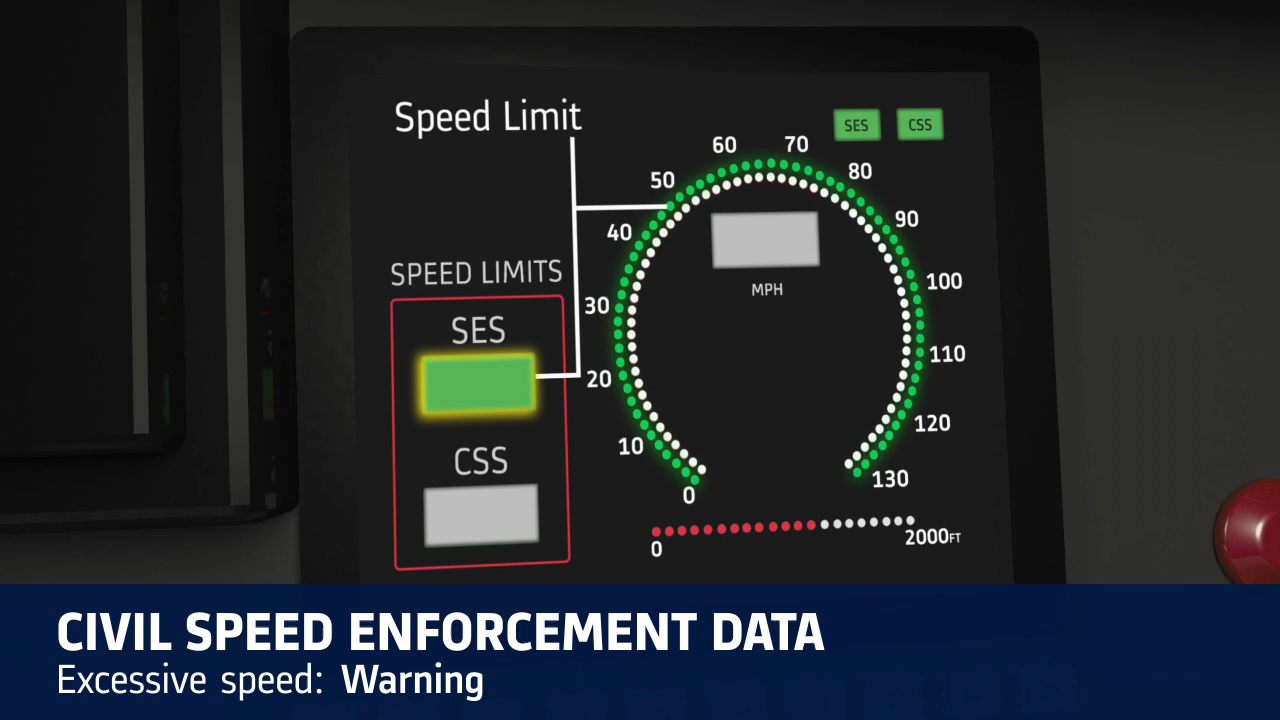 Speed Limit
SES CSS
60 70
50 80
40 90
SPEED LIMITS
100
MPH
30
SES
110
20
120
10
CSS
130
0
0 2000FT
CIVIL SPEED ENFORCEMENT DATA
Excessive speed: Warning